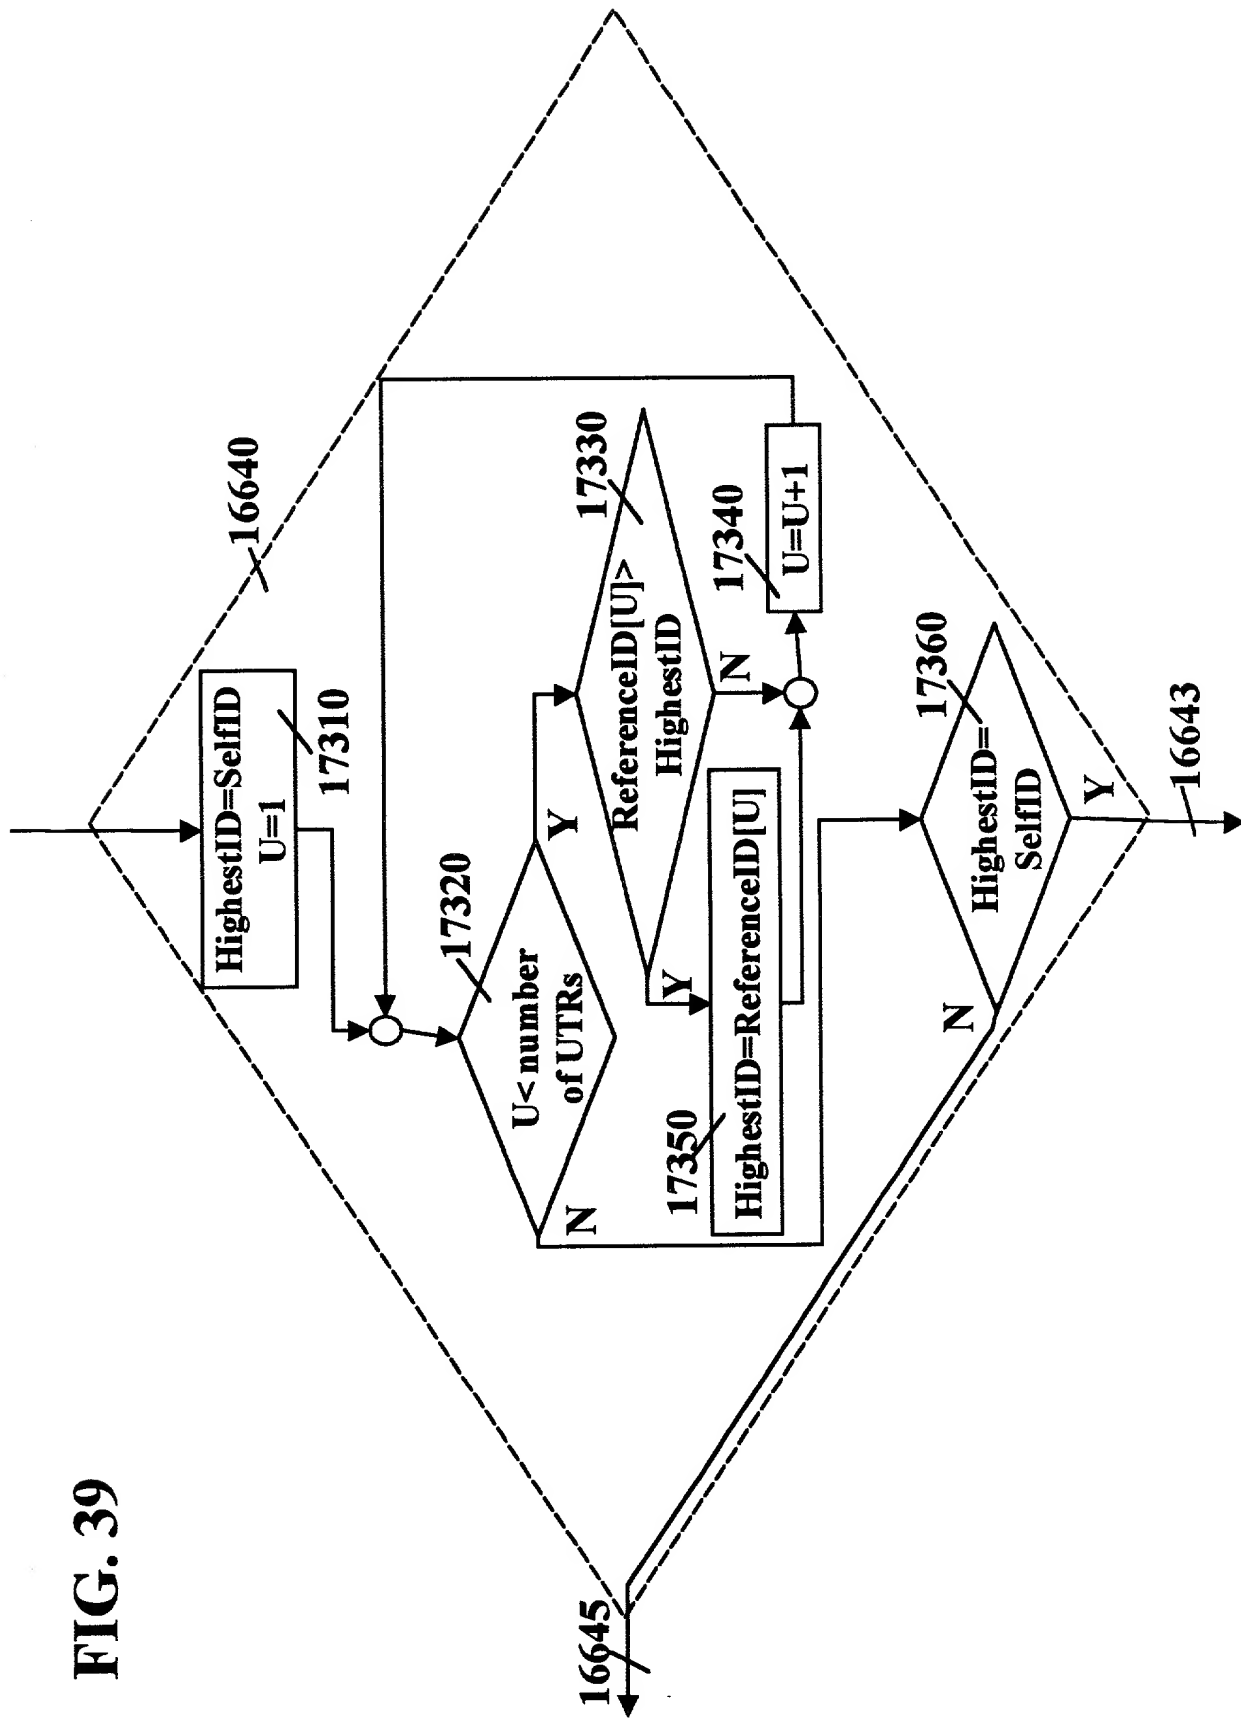 FIG. 39
16640
HighestID=SelfID
U=1
17310
17320
U< number
of UTRs
Y
N
17330
ReferenceID[U]>
HighestID
Y
N
17340
U=U+1
17350
HighestID=ReferenceID[U]
17360
HighestID=
SelfID
N
Y
16645
16643